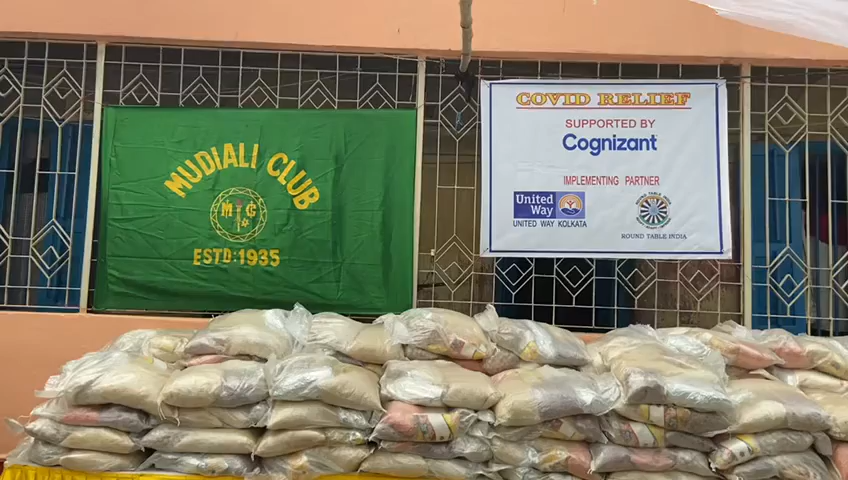 MUDIALI CLUB
M C
ESTD: 1935
COVID RELIEF
SUPPORTED BY
Cognizant
IMPLEMENTING PARTNER
United
Way
UNITED WAY KOLKATA
ROUND TABLE INDIA